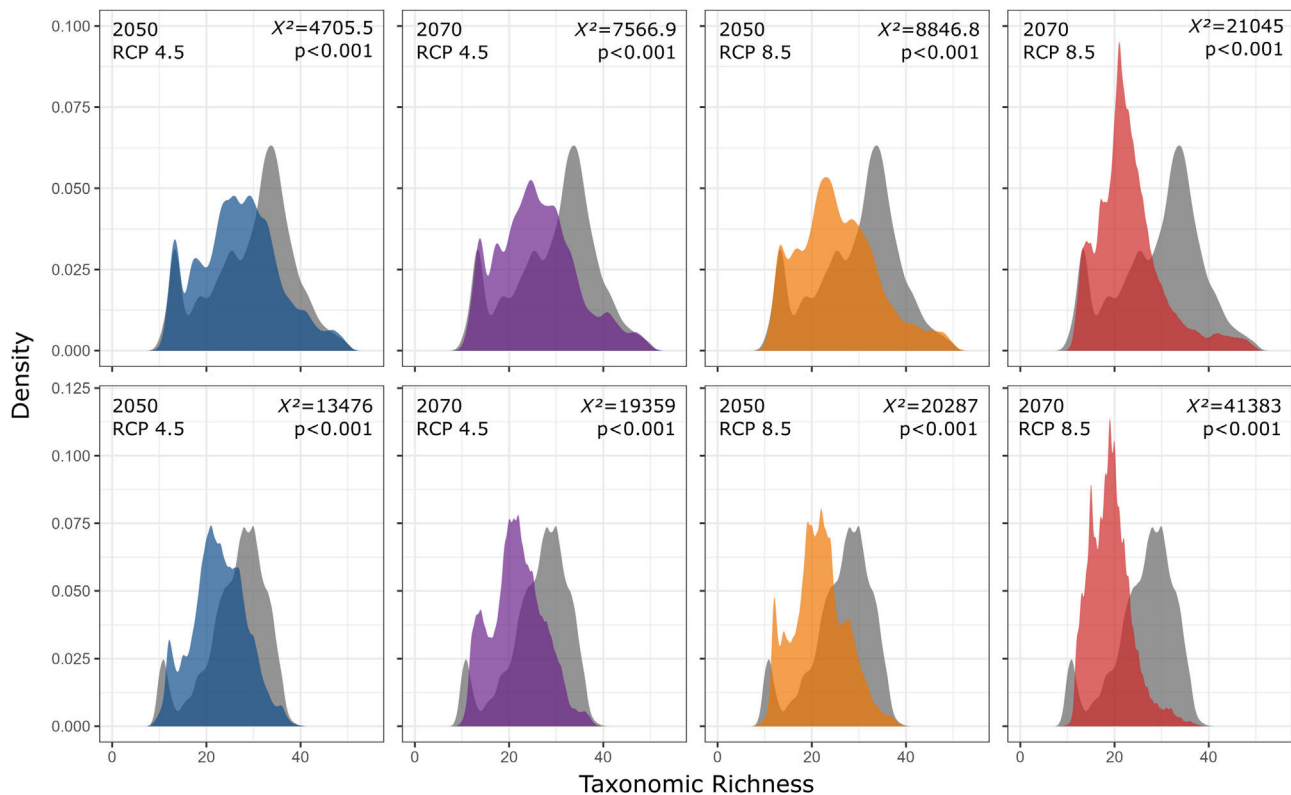 Density
0.100
0.075
0.050
0.025
0.000
2050
RCP 4.5
X²=4705.5
p<0.001
2070
RCP 4.5
X²=7566.9
p<0.001
2050
RCP 8.5
X²=8846.8
p<0.001
2070
RCP 8.5
X²=21045
p<0.001
0.125
0.100
0.075
0.050
0.025
0.000
2050
RCP 4.5
X²=13476
p<0.001
2070
RCP 4.5
X²=19359
p<0.001
2050
RCP 8.5
X²=20287
p<0.001
2070
RCP 8.5
X²=41383
p<0.001
0 20 40 0 20 40 0 20 40 0 20 40
Taxonomic Richness